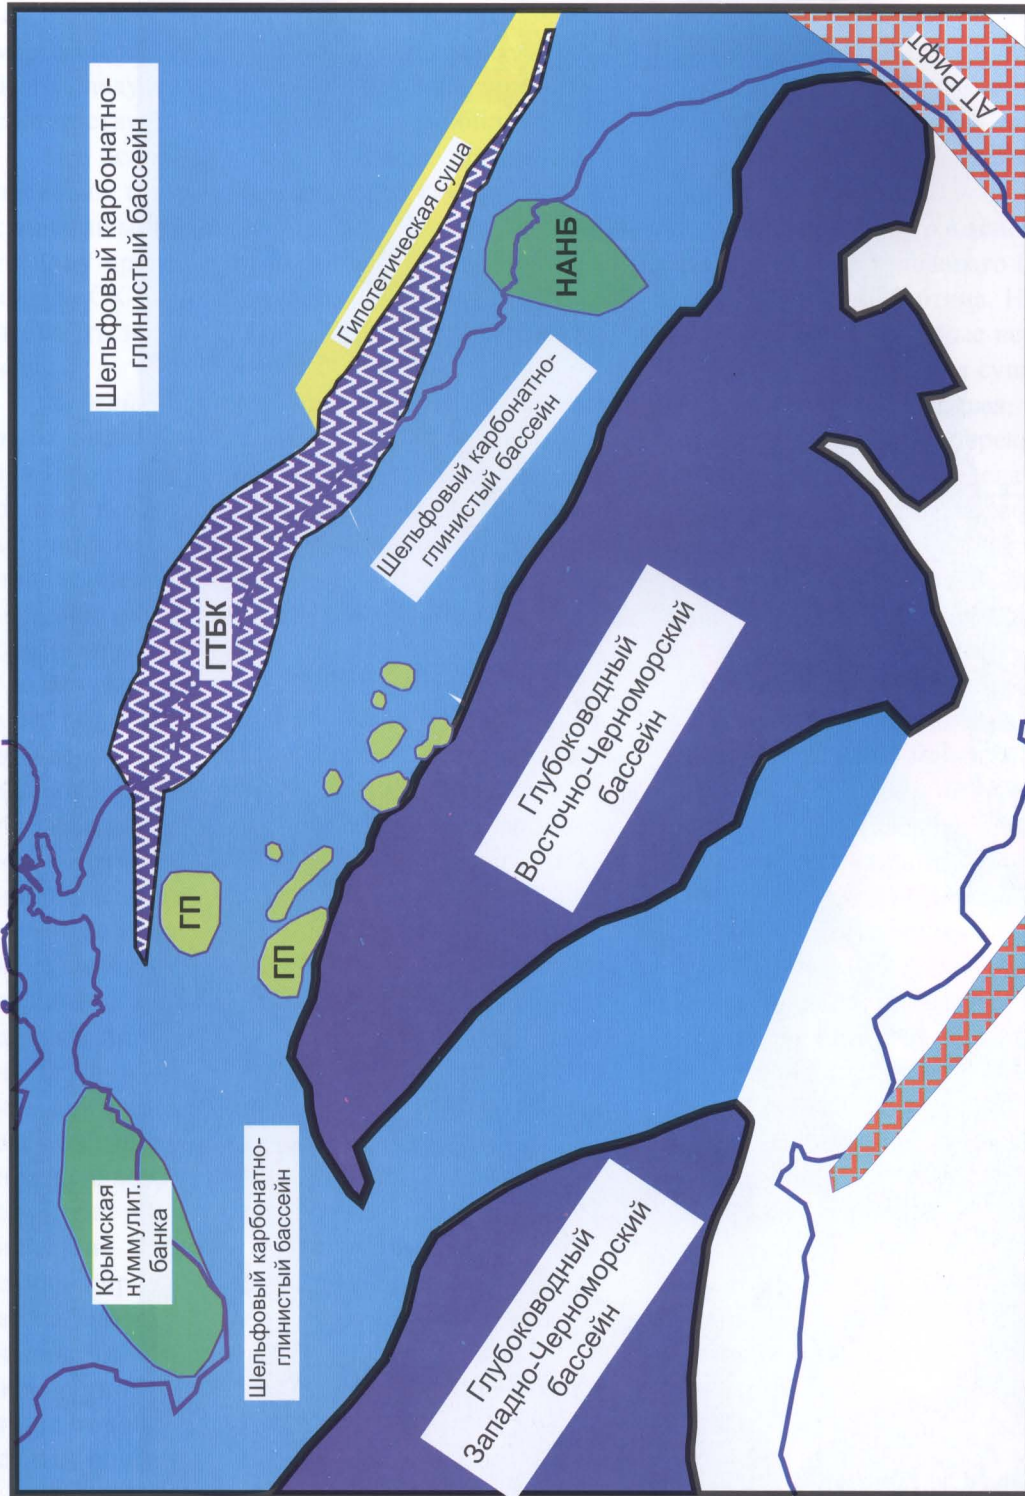 Шельфовый карбонатно-
глинистый бассейн
Гипотетическая суша
АТ Рифт
НАНБ
Шельфовый карбонатно-
глинистый бассейн
ГТБК
ГП
ГП
Глубоководный
Восточно-Черноморский
бассейн
Крымская
нуммулит.
банка
Шельфовый карбонатно-
глинистый бассейн
Глубоководный
Западно-Черноморский
бассейн